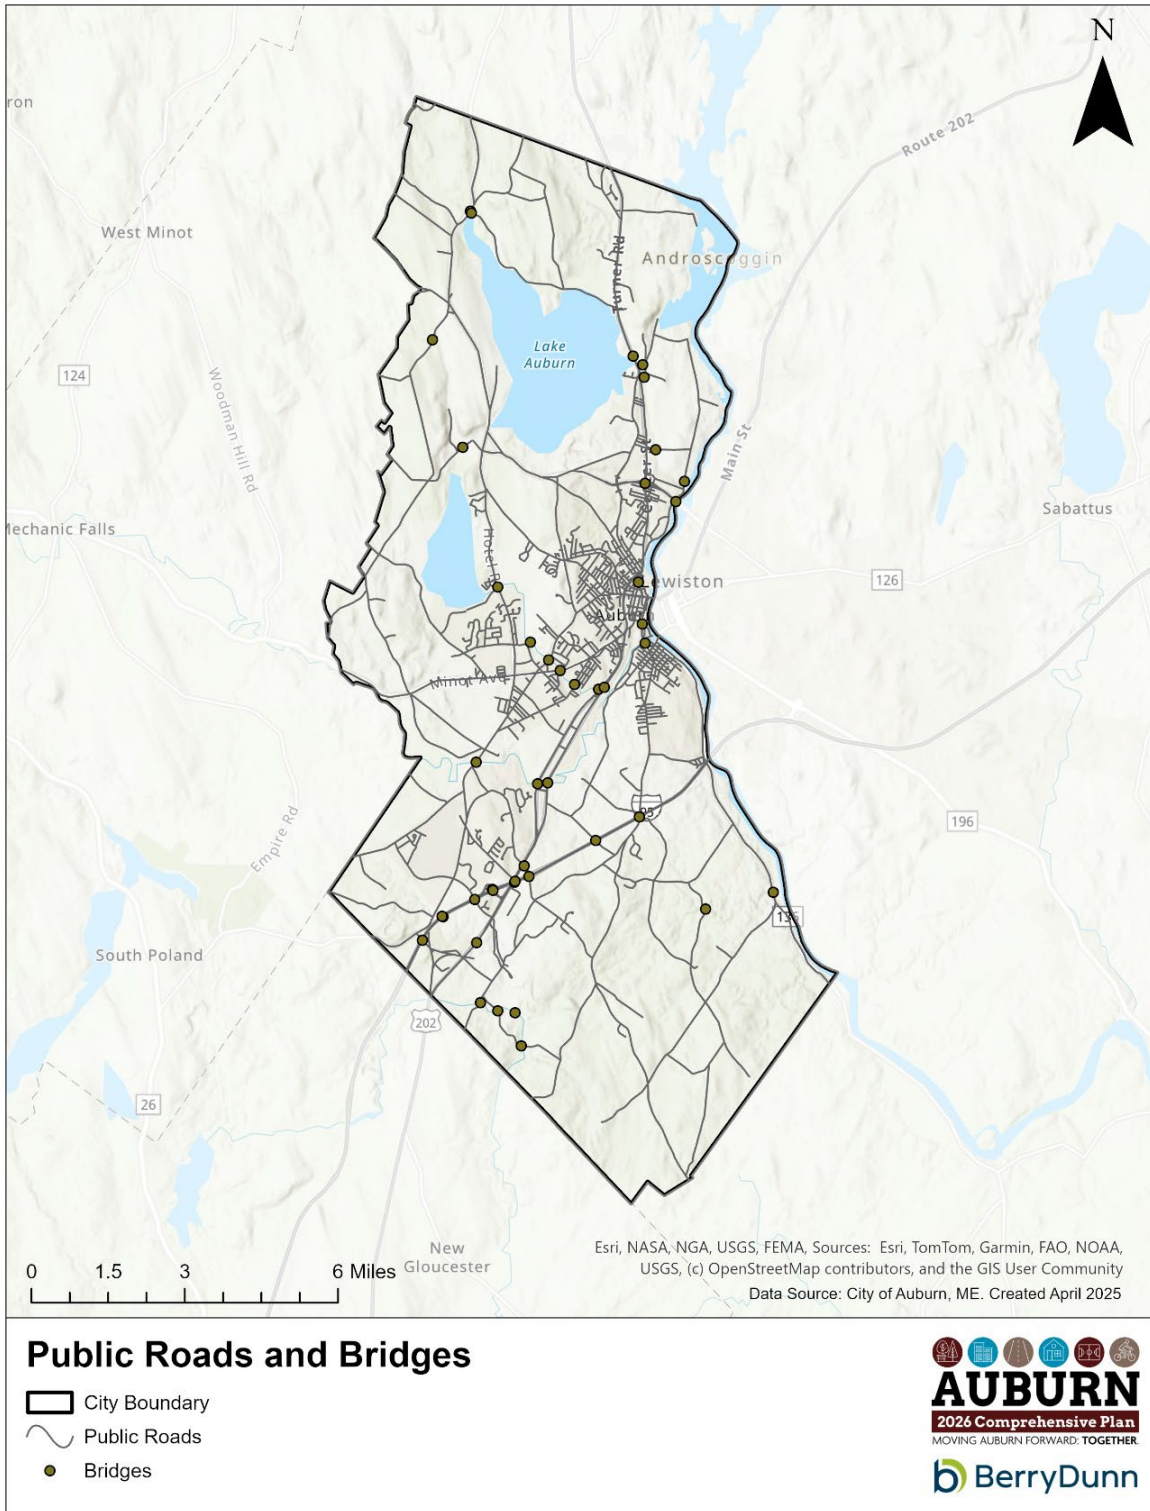 N
ron
Route 202
West Minot
Androscoggin
Turner Rd
Lake
Auburn
124
Woodman Hill Rd
Main St
Sabattus
Mechanic Falls
Hotel R
Lewiston
126
Minot Ave
95
196
Empire Rd
136
South Poland
202
26
New
Gloucester
0 1.5 3 6 Miles
Esri, NASA, NGA, USGS, FEMA, Sources: Esri, TomTom, Garmin, FAO, NOAA,
USGS, (c) OpenStreetMap contributors, and the GIS User Community
Data Source: City of Auburn, ME. Created April 2025
Public Roads and Bridges
City Boundary
Public Roads
Bridges
AUBURN
2026 Comprehensive Plan
MOVING AUBURN FORWARD: TOGETHER.
b BerryDunn